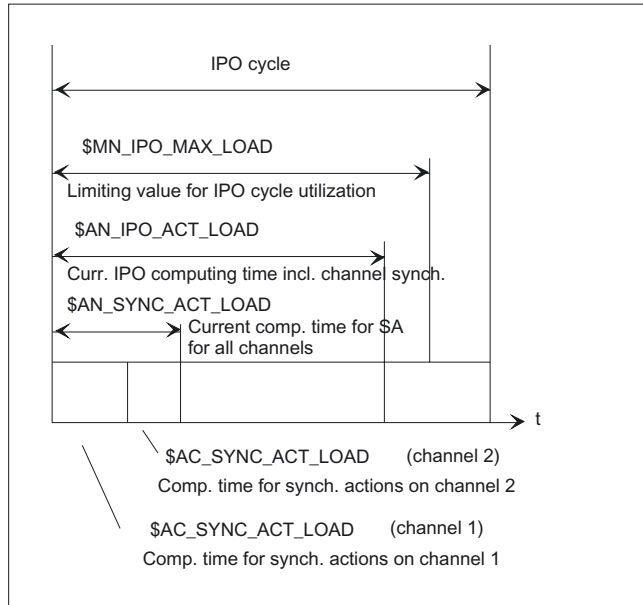 IPO cycle
$MN_IPO_MAX_LOAD
Limiting value for IPO cycle utilization
$AN_IPO_ACT_LOAD
Curr. IPO computing time incl. channel synch.
$AN_SYNC_ACT_LOAD
Current comp. time for SA
for all channels
t
$AC_SYNC_ACT_LOAD (channel 2)
Comp. time for synch. actions on channel 2
$AC_SYNC_ACT_LOAD (channel 1)
Comp. time for synch. actions on channel 1